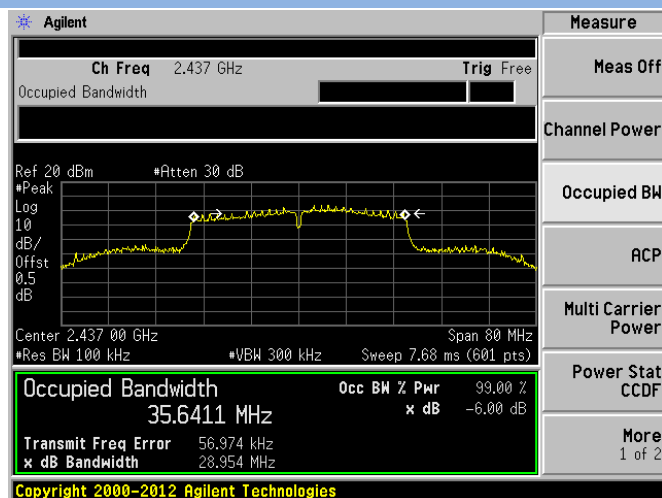 Agilent
Measure
Ch Freq 2.437 GHz Trig Free
Occupied Bandwidth
Meas Off
Channel Power
Occupied BW
ACP
Multi Carrier
Power
Power Stat
CCDF
More
1 of 2
Ref 20 dBm #Atten 30 dB
#Peak
Log
10
dB/
Offst
0.5
dB
Center 2.437 00 GHz Span 80 MHz
#Res BW 100 kHz #VBW 300 kHz Sweep 7.68 ms (601 pts)
Occupied Bandwidth Occ BW % Pwr 99.00 %
35.6411 MHz x dB -6.00 dB
Transmit Freq Error 56.974 kHz
x dB Bandwidth 28.954 MHz
Copyright 2000-2012 Agilent Technologies